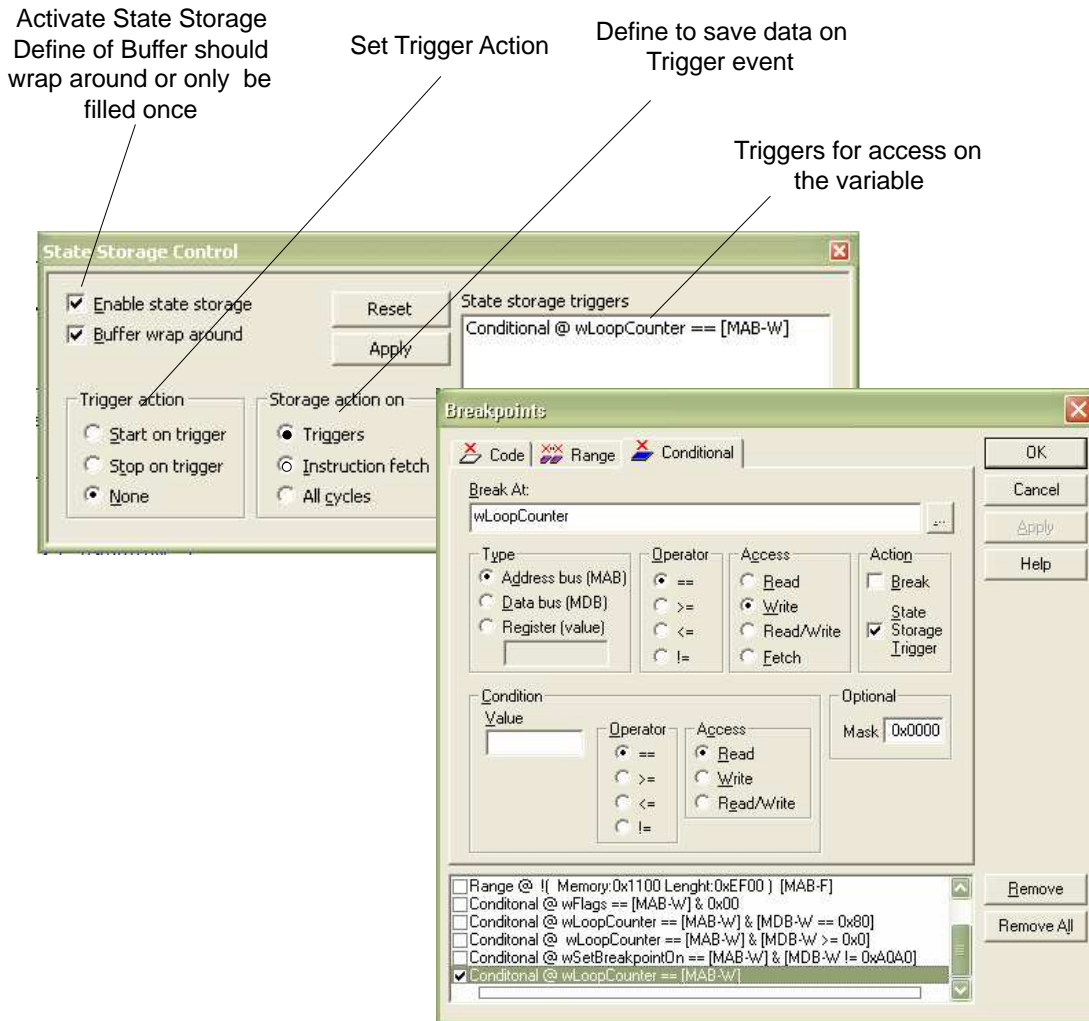 Activate State Storage
Define of Buffer should
wrap around or only be
filled once
Set Trigger Action
Define to save data on
Trigger event
Triggers for access on
the variable
State Storage Control
Enable state storage
Buffer wrap around
Reset
Apply
State storage triggers
Conditional @ wLoopCounter == [MAB-W]
Trigger action
Start on trigger
Stop on trigger
None
Storage action on
Triggers
Instruction fetch
All cycles
Breakpoints
Code
Range
Conditional
Break At:
wLoopCounter
...
Type
Address bus (MAB)
Data bus (MDB)
Register (value)
Operator
==
>=
<=
!=
Access
Read
Write
Read/Write
Fetch
Action
Break
State
Storage
Trigger
Condition
Value
Operator
==
>=
<=
!=
Access
Read
Write
Read/Write
Optional
Mask 0x0000
OK
Cancel
Apply
Help
Range @ !( Memory:0x1100 Lenght:0xEF00 ) [MAB-F]
Conditonal @ wFlags == [MAB-W] & 0x00
Conditonal @ wLoopCounter == [MAB-W] & [MDB-W == 0x80]
Conditonal @ wLoopCounter == [MAB-W] & [MDB-W >= 0x0]
Conditonal @ wSetBreakpointOn == [MAB-W] & [MDB-W != 0xA0A0]
Conditonal @ wLoopCounter == [MAB-W]
Remove
Remove All